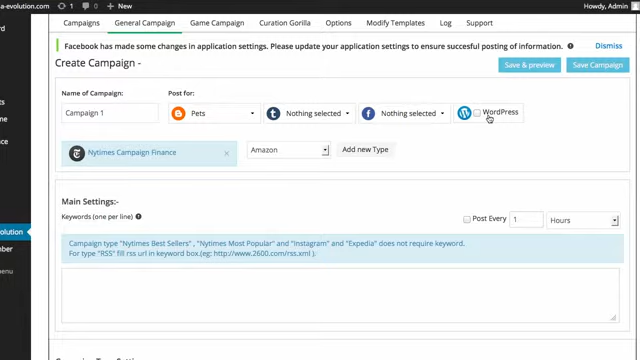 a-evolution.com 1 New Howdy, Admin
Campaigns General Campaign Game Campaign Curation Gorilla Options Modify Templates Log Support
Facebook has made some changes in application settings. Please update your application settings to ensure succesful posting of information. Dismiss
Create Campaign - Save & preview Save Campaign
Name of Campaign: Post for:
Campaign 1 Pets Nothing selected Nothing selected WordPress
Nytimes Campaign Finance × Amazon Add new Type
Main Settings:-
Keywords (one per line) Post Every 1 Hours
Campaign type "Nytimes Best Sellers" , "Nytimes Most Popular" and "Instagram" and "Expedia" does not require keyword.
For type "RSS" fill rss url in keyword box.(eg: http://www.2600.com/rss.xml ).